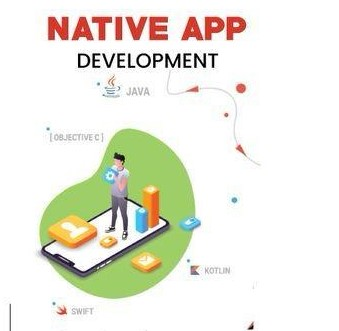 NATIVE APP
DEVELOPMENT
JAVA
[ OBJECTIVE C ]
KOTLIN
SWIFT